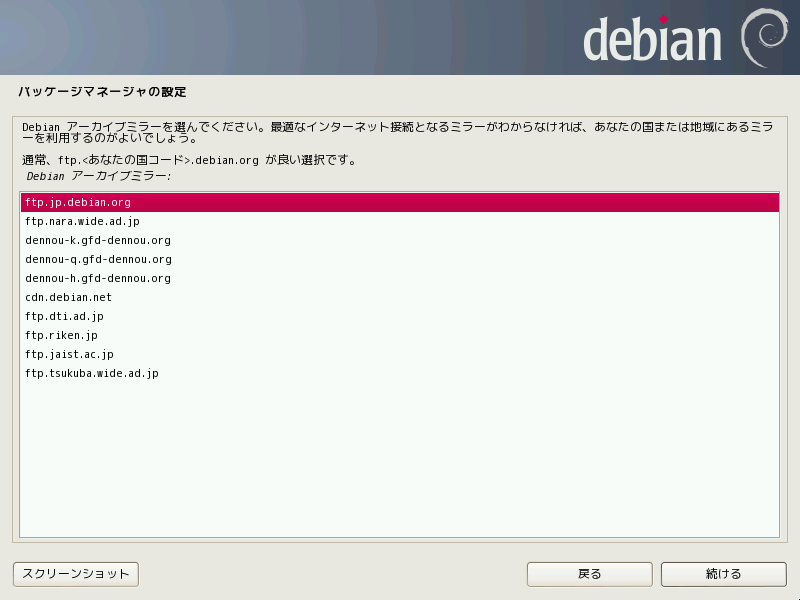 debian
パッケージマネージャの設定
Debian アーカイブミラーを選んでください。最適なインターネット接続となるミラーがわからなければ、あなたの国または地域にあるミラ
ーを利用するのがよいでしょう。
通常、ftp.<あなたの国コード>.debian.org が良い選択です。
Debian アーカイブミラー:
ftp.jp.debian.org
ftp.nara.wide.ad.jp
dennou-k.gfd-dennou.org
dennou-q.gfd-dennou.org
dennou-h.gfd-dennou.org
cdn.debian.net
ftp.dti.ad.jp
ftp.riken.jp
ftp.jaist.ac.jp
ftp.tsukuba.wide.ad.jp
スクリーンショット
戻る
続ける